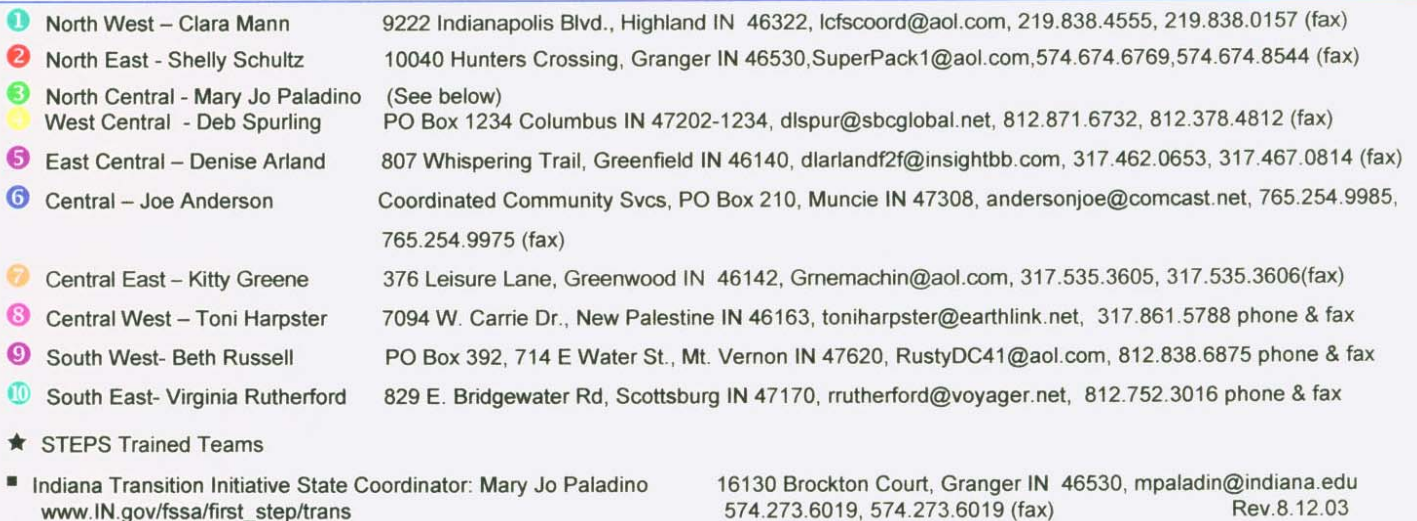 1 North West – Clara Mann 9222 Indianapolis Blvd., Highland IN 46322, lcfscoord@aol.com, 219.838.4555, 219.838.0157 (fax)
2 North East - Shelly Schultz 10040 Hunters Crossing, Granger IN 46530,SuperPack1@aol.com,574.674.6769,574.674.8544 (fax)
3 North Central - Mary Jo Paladino (See below)
4 West Central - Deb Spurling PO Box 1234 Columbus IN 47202-1234, dlspur@sbcglobal.net, 812.871.6732, 812.378.4812 (fax)
5 East Central – Denise Arland 807 Whispering Trail, Greenfield IN 46140, dlarlandf2f@insightbb.com, 317.462.0653, 317.467.0814 (fax)
6 Central – Joe Anderson Coordinated Community Svcs, PO Box 210, Muncie IN 47308, andersonjoe@comcast.net, 765.254.9985,
765.254.9975 (fax)
7 Central East – Kitty Greene 376 Leisure Lane, Greenwood IN 46142, Grnemachin@aol.com, 317.535.3605, 317.535.3606(fax)
8 Central West – Toni Harpster 7094 W. Carrie Dr., New Palestine IN 46163, toniharpster@earthlink.net, 317.861.5788 phone & fax
9 South West- Beth Russell PO Box 392, 714 E Water St., Mt. Vernon IN 47620, RustyDC41@aol.com, 812.838.6875 phone & fax
10 South East- Virginia Rutherford 829 E. Bridgewater Rd, Scottsburg IN 47170, rrutherford@voyager.net, 812.752.3016 phone & fax
★ STEPS Trained Teams
▪ Indiana Transition Initiative State Coordinator: Mary Jo Paladino 16130 Brockton Court, Granger IN 46530, mpaladin@indiana.edu
www.IN.gov/fssa/first_step/trans 574.273.6019, 574.273.6019 (fax) Rev.8.12.03